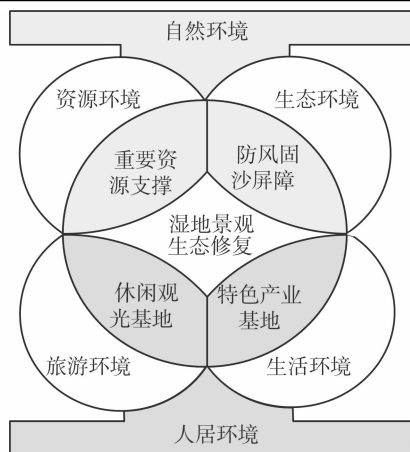 自然环境
资源环境
生态环境
重要资
源支撑
防风固
沙屏障
湿地景观
生态修复
休闲观
光基地
特色产业
基地
旅游环境
生活环境
人居环境